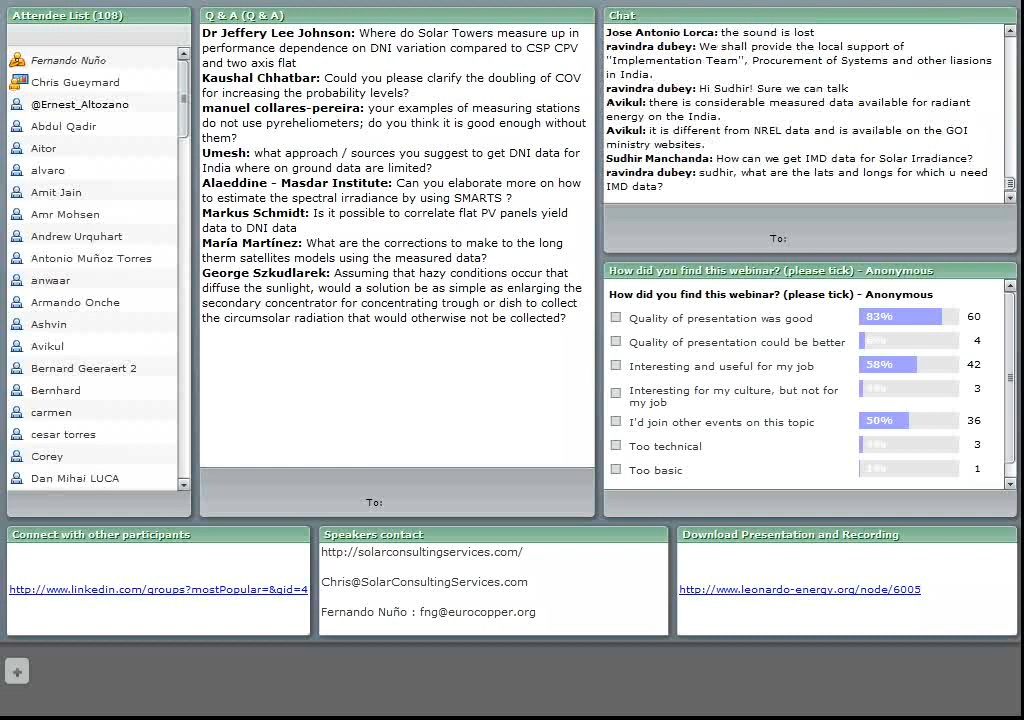 Attendee List (108)
Fernando Nuño
Chris Gueymard
@Ernest_Altozano
Abdul Qadir
Aitor
alvaro
Amit Jain
Amr Mohsen
Andrew Urquhart
Antonio Muñoz Torres
anwaar
Armando Onche
Ashvin
Avikul
Bernard Geeraert 2
Bernhard
carmen
cesar torres
Corey
Dan Mihai LUCA
Q & A (Q & A)
Dr Jeffery Lee Johnson: Where do Solar Towers measure up in
performance dependence on DNI variation compared to CSP CPV
and two axis flat
Kaushal Chhatbar: Could you please clarify the doubling of COV
for increasing the probability levels?
manuel collares-pereira: your examples of measuring stations
do not use pyreheliometers; do you think it is good enough without
them?
Umesh: what approach / sources you suggest to get DNI data for
India where on ground data are limited?
Alaeddine - Masdar Institute: Can you elaborate more on how
to estimate the spectral irradiance by using SMARTS ?
Markus Schmidt: Is it possible to correlate flat PV panels yield
data to DNI data
María Martínez: What are the corrections to make to the long
therm satellites models using the measured data?
George Szkudlarek: Assuming that hazy conditions occur that
diffuse the sunlight, would a solution be as simple as enlarging the
secondary concentrator for concentrating trough or dish to collect
the circumsolar radiation that would otherwise not be collected?
To:
Chat
Jose Antonio Lorca: the sound is lost
ravindra dubey: We shall provide the local support of
"Implementation Team", Procurement of Systems and other liasions
in India.
ravindra dubey: Hi Sudhir! Sure we can talk
Avikul: there is considerable measured data available for radiant
energy on the India.
Avikul: it is different from NREL data and is available on the GOI
ministry websites.
Sudhir Manchanda: How can we get IMD data for Solar Irradiance?
ravindra dubey: sudhir, what are the lats and longs for which u need
IMD data?
To:
How did you find this webinar? (please tick) - Anonymous
How did you find this webinar? (please tick) - Anonymous
Quality of presentation was good 83% 60
Quality of presentation could be better 4
Interesting and useful for my job 58% 42
Interesting for my culture, but not for
my job 3
I'd join other events on this topic 50% 36
Too technical 3
Too basic 1
Connect with other participants
http://www.linkedin.com/groups?mostPopular=&gid=4
Speakers contact
http://solarconsultingservices.com/
Chris@SolarConsultingServices.com
Fernando Nuño : fng@eurocopper.org
Download Presentation and Recording
http://www.leonardo-energy.org/node/6005